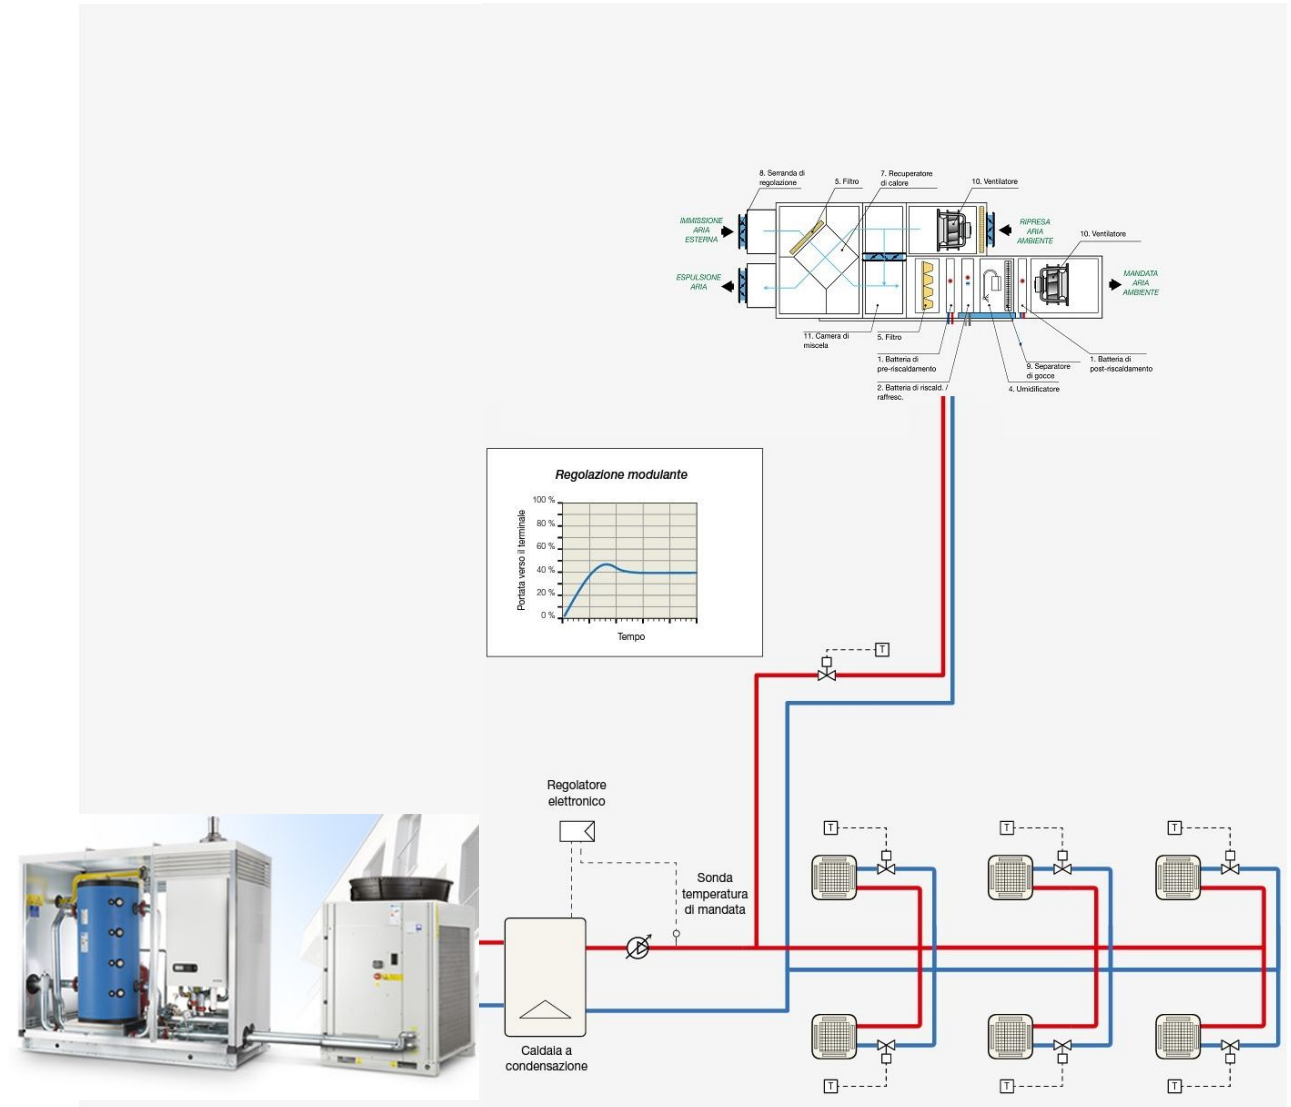 8. Serranda di
regolazione
5. Filtro
7. Recuperatore
di calore
10. Ventilatore
IMMISSIONE
ARIA
ESTERNA
RIPRESA
ARIA
AMBIENTE
10. Ventilatore
ESPULSIONE
ARIA
MANDATA
ARIA
AMBIENTE
11. Camera di
miscela
5. Filtro
1. Batteria di
pre-riscaldamento
2. Batteria di riscald. /
raffresc.
9. Separatore
di gocce
4. Umidificatore
1. Batteria di
post-riscaldamento
Regolazione modulante
Portata verso il terminale
100 %
80 %
60 %
40 %
20 %
0 %
Tempo
T
Regolatore
elettronico
Sonda
temperatura
di mandata
T
T
T
Caldaia a
condensazione
T
T
T